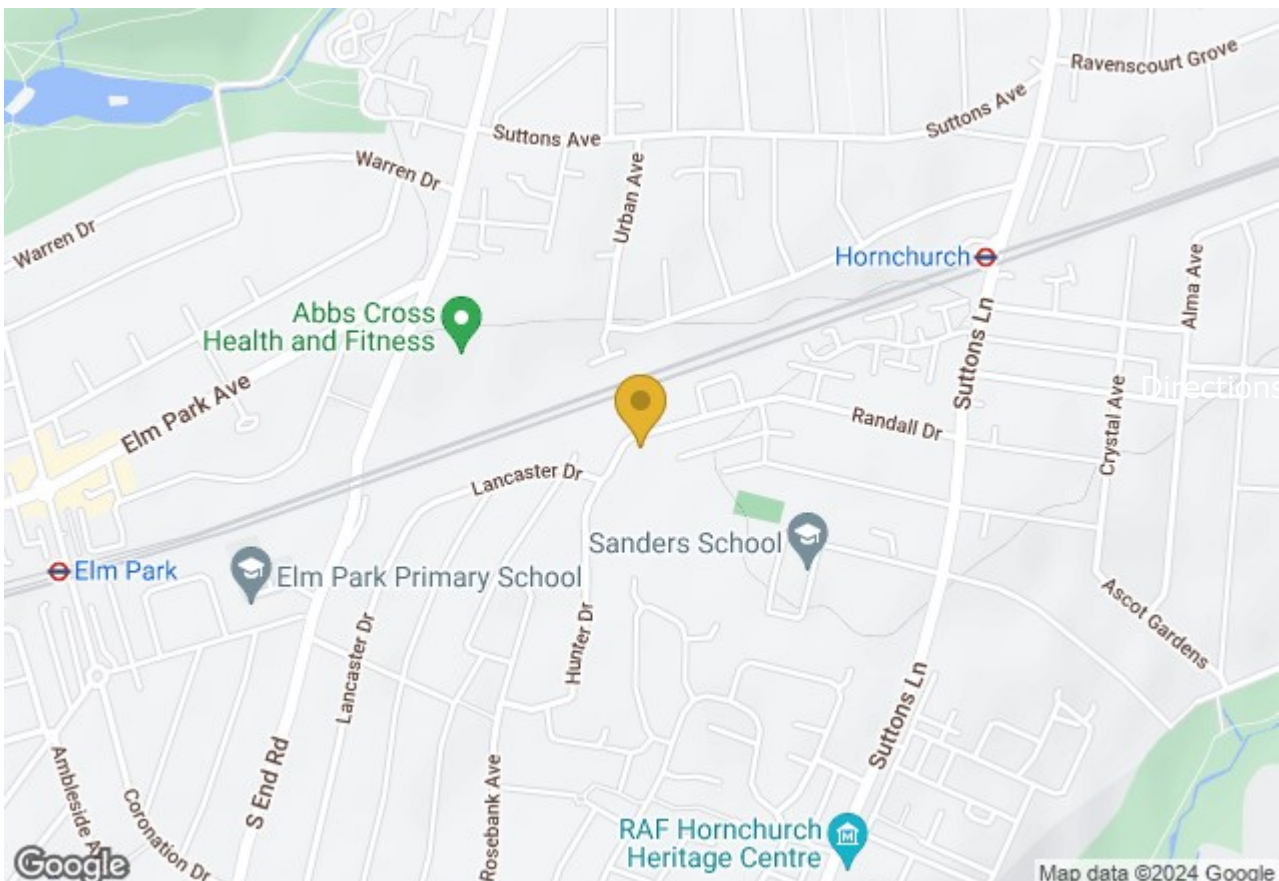 Ravenscourt Grove
Suttons Ave
Suttons Ave
Warren Dr
Urban Ave
Warren Dr
Hornchurch
Alma Ave
Abbs Cross
Health and Fitness
Suttons Ln
Elm Park Ave
Directions
Randall Dr
Crystal Ave
Lancaster Dr
Sanders School
Elm Park
Elm Park Primary School
Ascot Gardens
Hunter Dr
Lancaster Dr
Suttons Ln
S End Rd
Ambleside A
Coronation Dr
Rosebank Ave
RAF Hornchurch
Heritage Centre
Google
Map data ©2024 Google